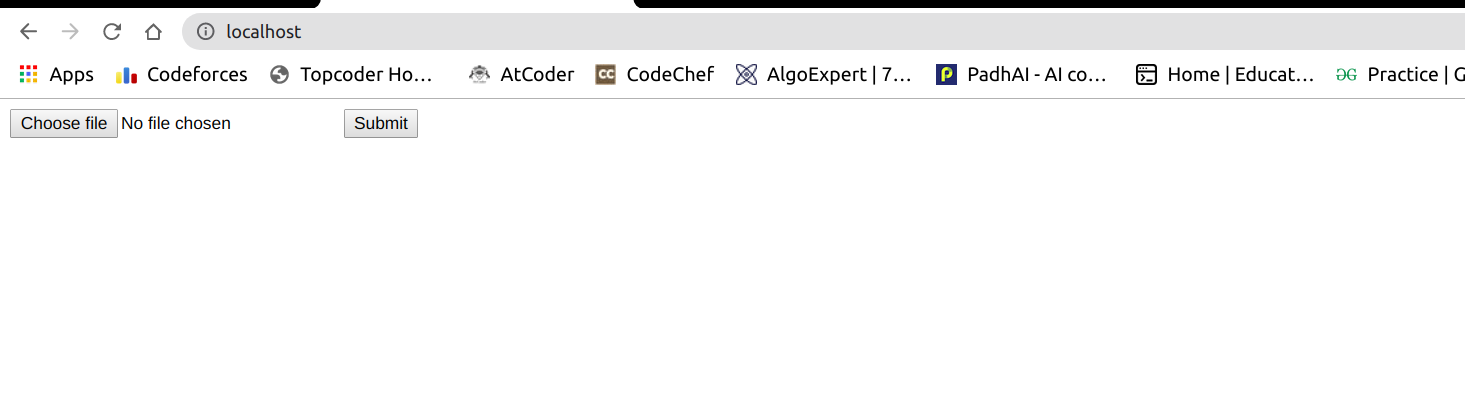 localhost
Apps Codeforces Topcoder Ho... AtCoder CC CodeChef AlgoExpert | 7... PadhAI - AI co... Home | Educat... Practice | G
Choose file No file chosen Submit